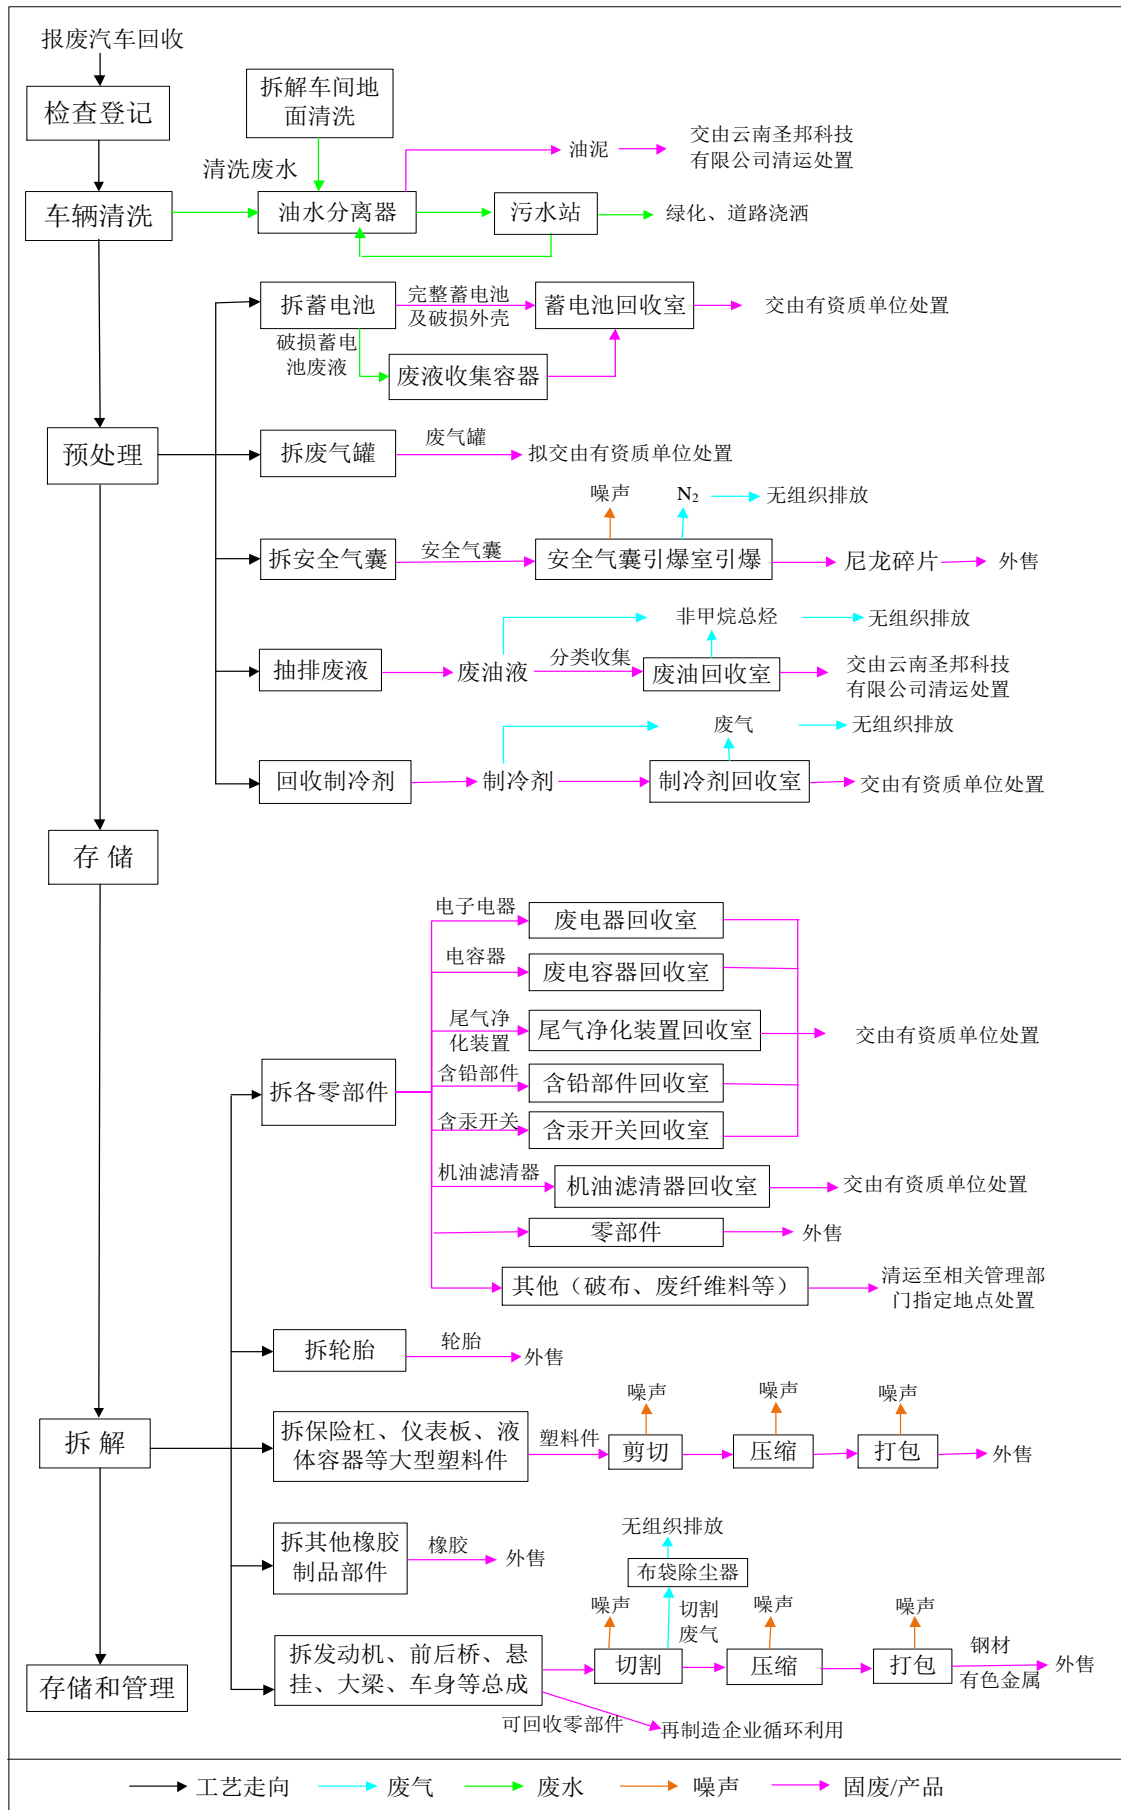 报废汽车回收
检查登记
拆解车间地
面清洗
清洗废水
油泥
交由云南圣邦科技
有限公司清运处置
车辆清洗
油水分离器
污水站
绿化、道路浇洒
拆蓄电池
完整蓄电池
及破损外壳
蓄电池回收室
交由有资质单位处置
破损蓄电
池废液
废液收集容器
预处理
拆废气罐
废气罐
拟交由有资质单位处置
噪声
N₂
无组织排放
拆安全气囊
安全气囊
安全气囊引爆室引爆
尼龙碎片
外售
非甲烷总烃
无组织排放
抽排废液
废油液
分类收集
废油回收室
交由云南圣邦科技
有限公司清运处置
废气
无组织排放
回收制冷剂
制冷剂
制冷剂回收室
交由有资质单位处置
存 储
电子电器
废电器回收室
电容器
废电容器回收室
尾气净
化装置
尾气净化装置回收室
交由有资质单位处置
拆各零部件
含铅部件
含铅部件回收室
含汞开关
含汞开关回收室
机油滤清器
机油滤清器回收室
交由有资质单位处置
零部件
外售
其他（破布、废纤维料等）
清运至相关管理部
门指定地点处置
拆轮胎
轮胎
外售
拆 解
拆保险杠、仪表板、液
体容器等大型塑料件
塑料件
噪声
剪切
噪声
压缩
噪声
打包
外售
拆其他橡胶
制品部件
橡胶
外售
无组织排放
布袋除尘器
切割
废气
存储和管理
拆发动机、前后桥、悬
挂、大梁、车身等总成
噪声
切割
噪声
压缩
噪声
打包
钢材
有色金属
外售
可回收零部件
再制造企业循环利用
工艺走向
废气
废水
噪声
固废/产品